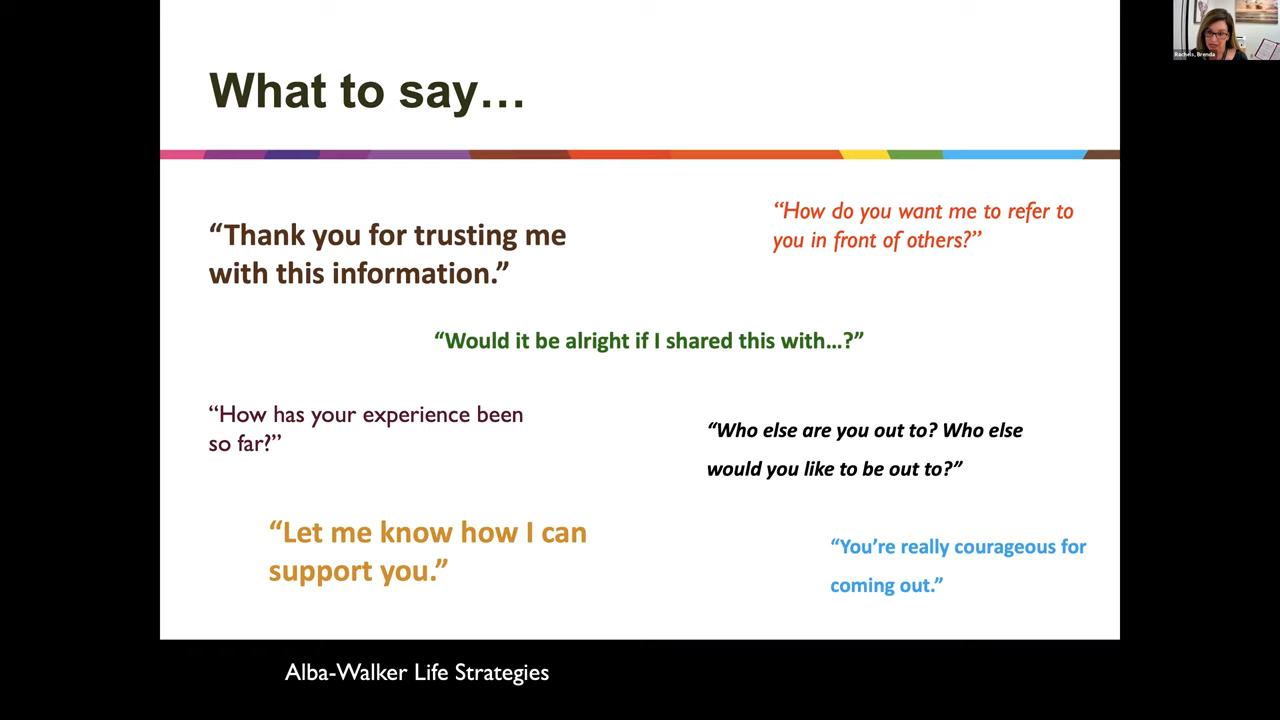 Rachels, Brenda
What to say…
“Thank you for trusting me
with this information.”
“How do you want me to refer to
you in front of others?”
“Would it be alright if I shared this with…?”
“How has your experience been
so far?”
“Who else are you out to? Who else
would you like to be out to?”
“Let me know how I can
support you.”
“You’re really courageous for
coming out.”
Alba-Walker Life Strategies